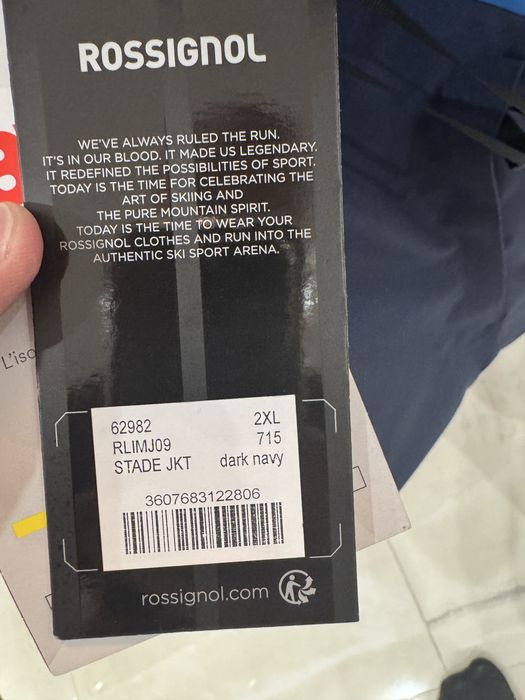 ROSSIGNOL
WE'VE ALWAYS RULED THE RUN.
IT'S IN OUR BLOOD. IT MADE US LEGENDARY.
IT REDEFINED THE POSSIBILITIES OF SPORT.
TODAY IS THE TIME FOR CELEBRATING THE
ART OF SKIING AND
THE PURE MOUNTAIN SPIRIT.
TODAY IS THE TIME TO WEAR YOUR
ROSSIGNOL CLOTHES AND RUN INTO THE
AUTHENTIC SKI SPORT ARENA.
62982 2XL
RLIMJ09 715
STADE JKT dark navy
3607683122806
rossignol.com